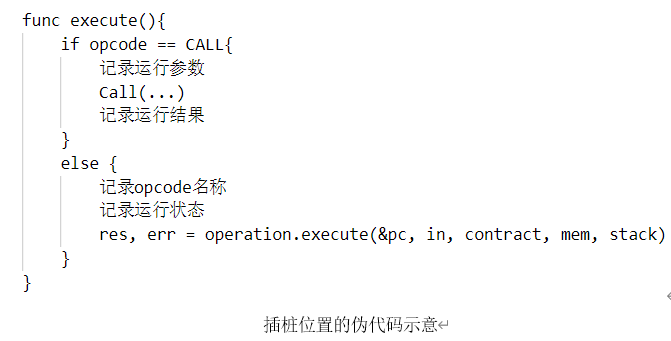 func execute(){
    if opcode == CALL{
        记录运行参数
        Call(...)
        记录运行结果
    }
    else {
        记录opcode名称
        记录运行状态
        res, err = operation.execute(&pc, in, contract, mem, stack)
    }
}
插桩位置的伪代码示意